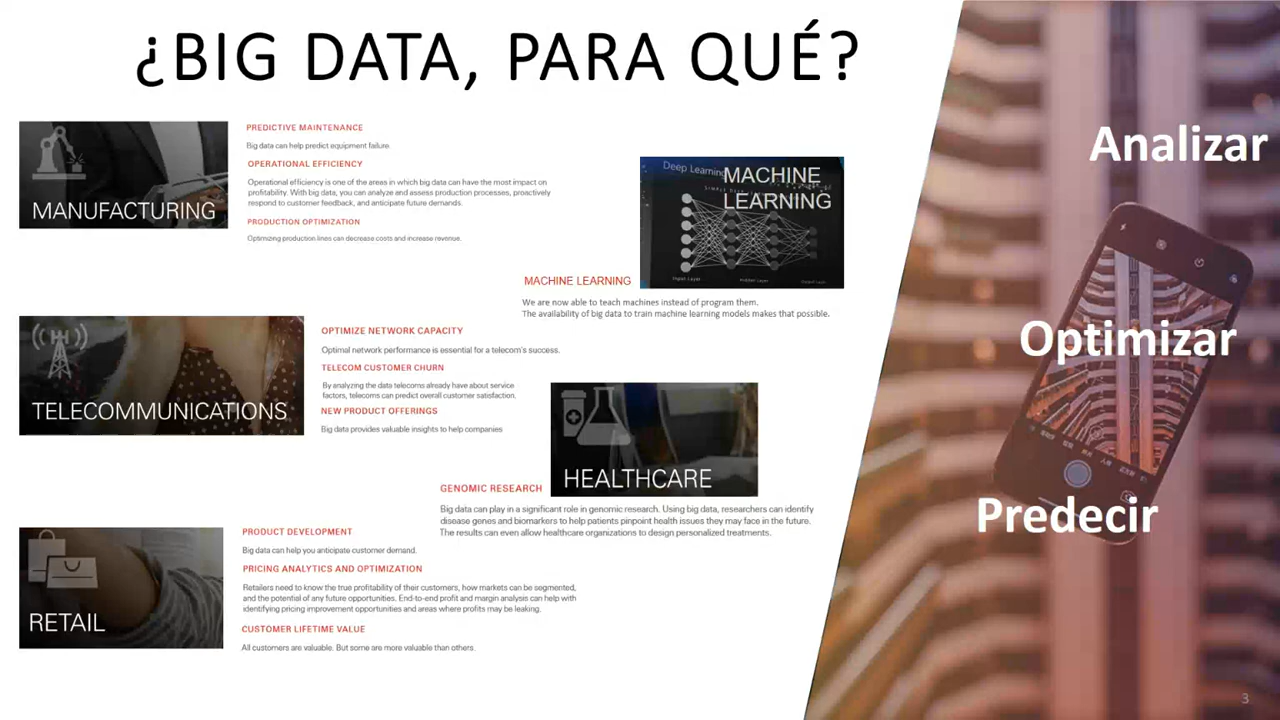 ¿BIG DATA, PARA QUÉ?
MANUFACTURING
PREDICTIVE MAINTENANCE
Big data can help predict equipment failure.
OPERATIONAL EFFICIENCY
Operational efficiency is one of the areas in which big data can have the most impact on
profitability. With big data, you can analyze and assess production processes, proactively
respond to customer feedback, and anticipate future demands.
PRODUCTION OPTIMIZATION
Optimizing production lines can decrease costs and increase revenue.
Deep Learning
MACHINE
LEARNING
Input Layer
Hidden Layer
Output Layer
MACHINE LEARNING
We are now able to teach machines instead of program them.
The availability of big data to train machine learning models makes that possible.
TELECOMMUNICATIONS
OPTIMIZE NETWORK CAPACITY
Optimal network performance is essential for a telecom's success.
TELECOM CUSTOMER CHURN
By analyzing the data telecoms already have about service
factors, telecoms can predict overall customer satisfaction.
NEW PRODUCT OFFERINGS
Big data provides valuable insights to help companies
HEALTHCARE
GENOMIC RESEARCH
Big data can play in a significant role in genomic research. Using big data, researchers can identify
disease genes and biomarkers to help patients pinpoint health issues they may face in the future.
The results can even allow healthcare organizations to design personalized treatments.
RETAIL
PRODUCT DEVELOPMENT
Big data can help you anticipate customer demand.
PRICING ANALYTICS AND OPTIMIZATION
Retailers need to know the true profitability of their customers, how markets can be segmented,
and the potential of any future opportunities. End-to-end profit and margin analysis can help with
identifying pricing improvement opportunities and areas where profits may be leaking.
CUSTOMER LIFETIME VALUE
All customers are valuable. But some are more valuable than others.
Analizar
Optimizar
Predecir
3